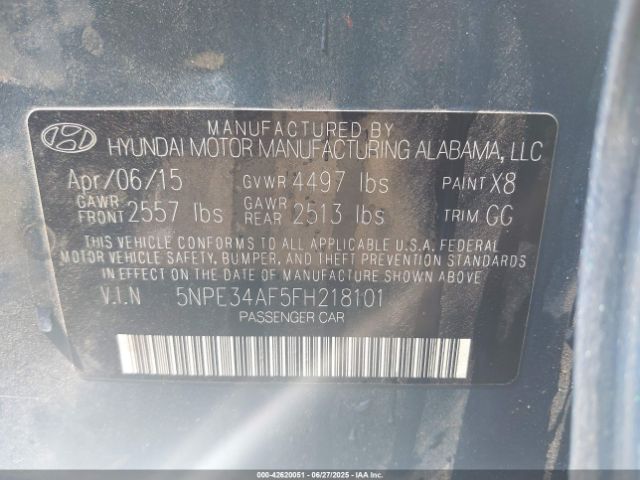 MANUFACTURED BY
HYUNDAI MOTOR MANUFACTURING ALABAMA, LLC
Apr/06/15 GVWR 4497 lbs PAINT X8
GAWR FRONT 2557 lbs GAWR REAR 2513 lbs TRIM GG
THIS VEHICLE CONFORMS TO ALL APPLICABLE U.S.A. FEDERAL
MOTOR VEHICLE SAFETY, BUMPER, AND THEFT PREVENTION STANDARDS
IN EFFECT ON THE DATE OF MANUFACTURE SHOWN ABOVE
V.I.N 5NPE34AF5FH218101
PASSENGER CAR
000-42620051 | 06/27/2025 | IAA